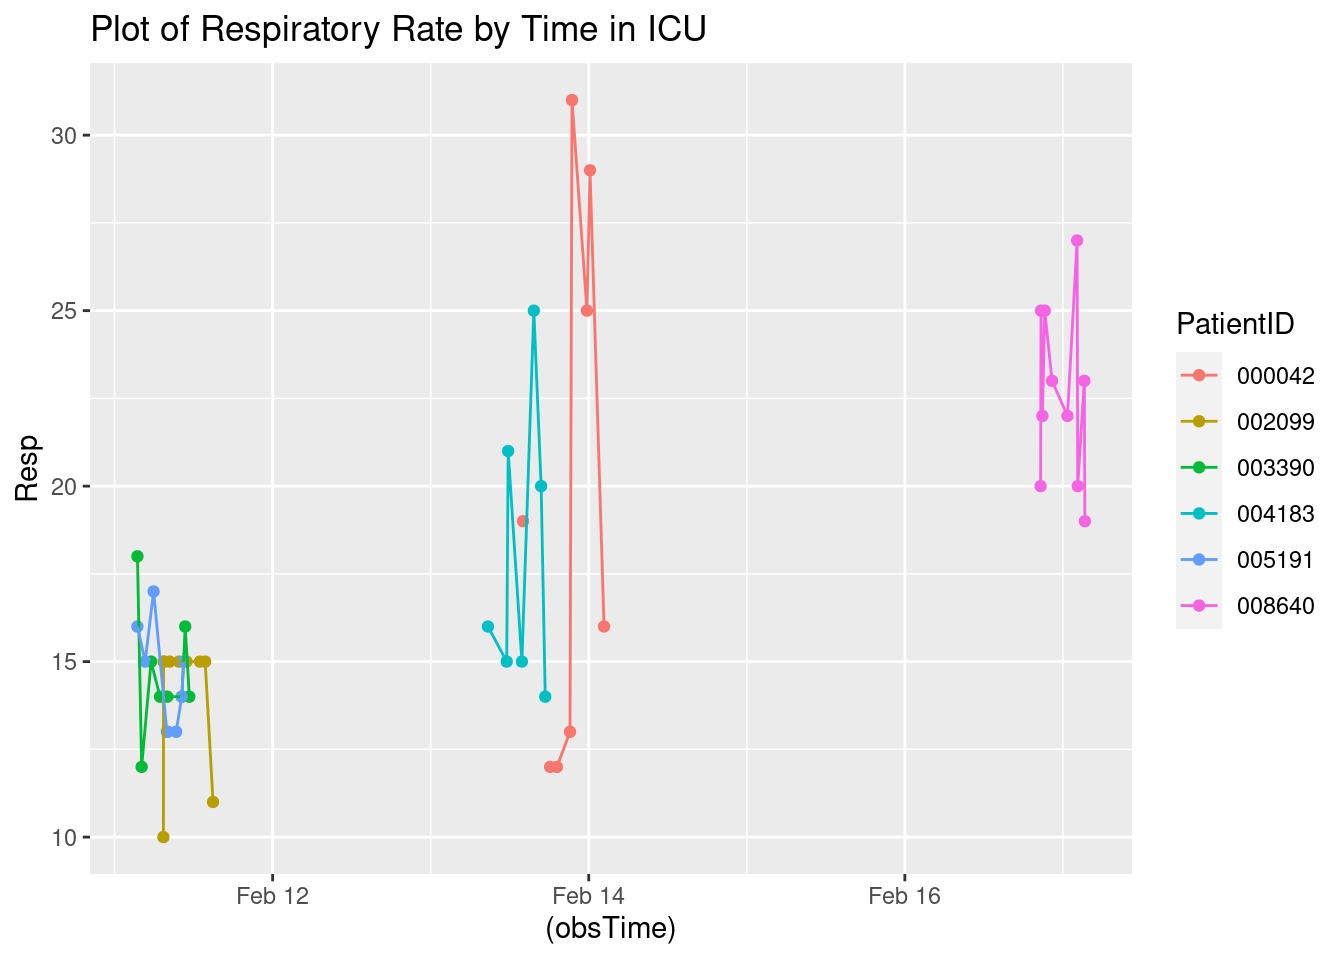 Plot of Respiratory Rate by Time in ICU
30
25
20
15
10
Resp
Feb 12 Feb 14 Feb 16
(obsTime)
PatientID
000042
002099
003390
004183
005191
008640